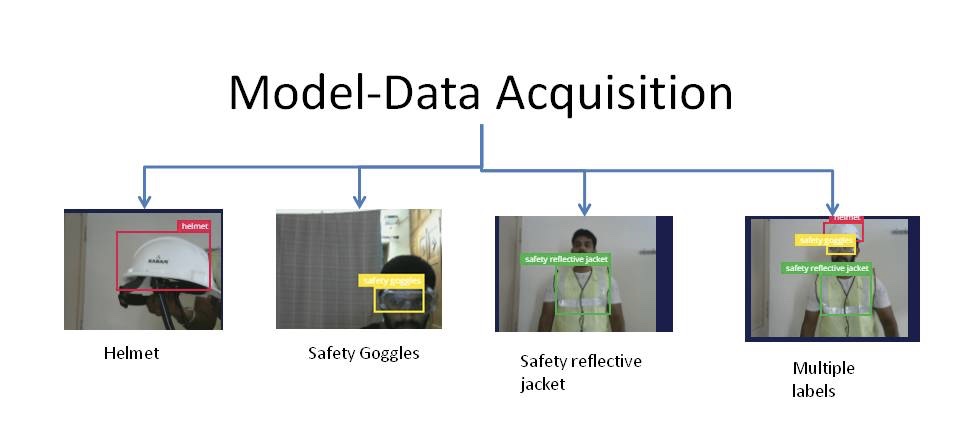 Model-Data Acquisition
helmet
KARAM
safety goggles
safety reflective jacket
helmet
safety goggles
safety reflective jacket
Helmet
Safety Goggles
Safety reflective
jacket
Multiple
labels